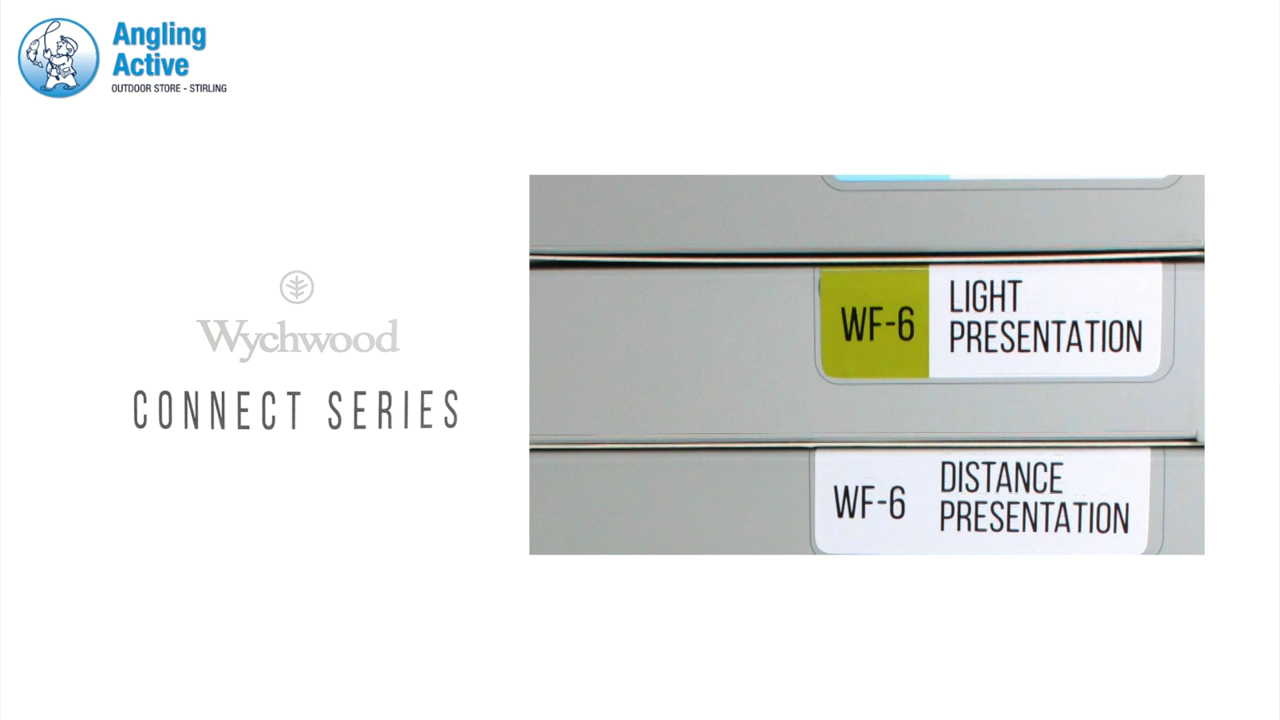 Angling
Active
OUTDOOR STORE - STIRLING
Wychwood
CONNECT SERIES
WF-6
LIGHT
PRESENTATION
WF-6
DISTANCE
PRESENTATION